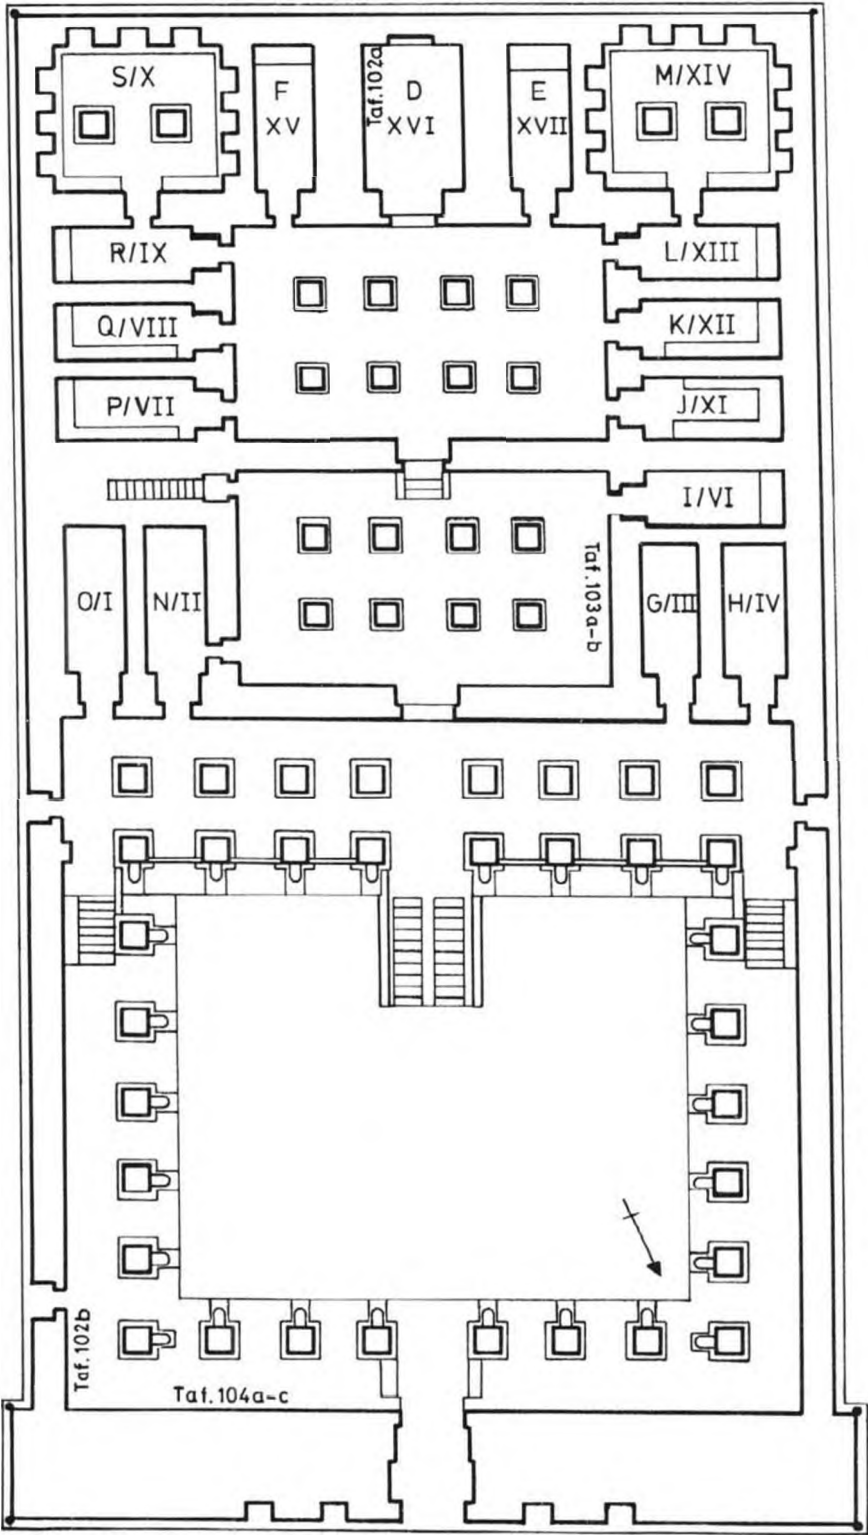 S/X
F
XV
Taf.102a
D
XVI
E
XVII
M/XIV
R/IX
L/XIII
Q/VIII
K/XII
P/VII
J/XI
I/VI
O/I
N/II
Taf.103a-b
G/III
H/IV
Taf.102b
Taf.104a-c